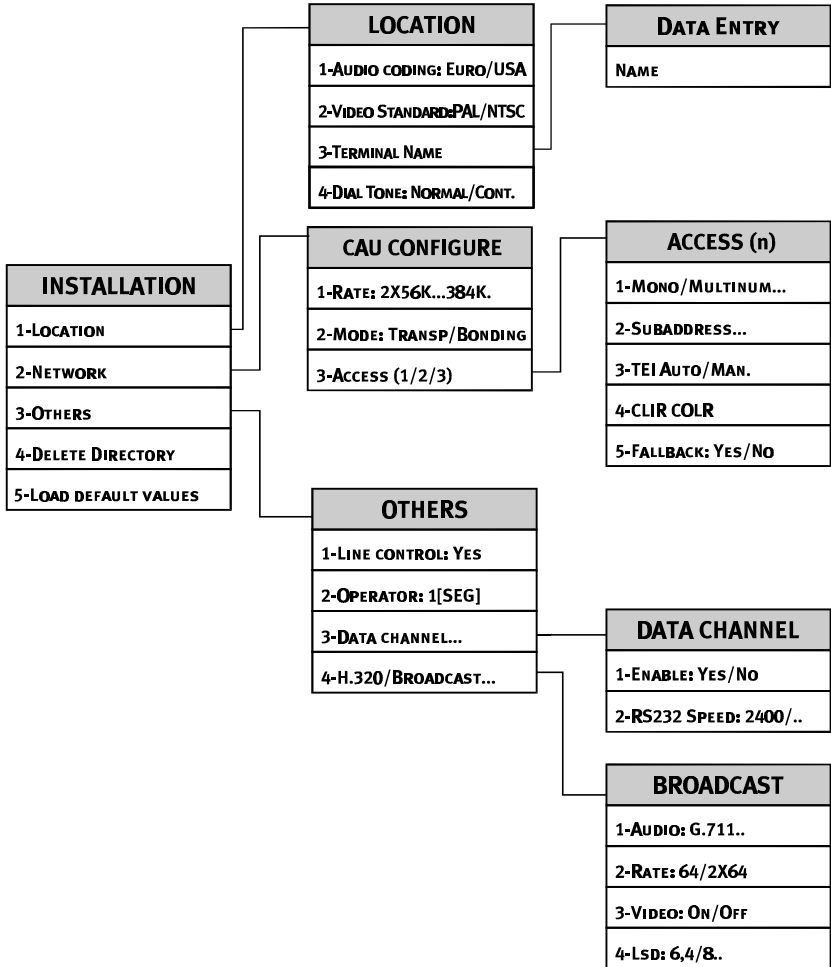 LOCATION
1-AUDIO CODING: EURO/USA
2-VIDEO STANDARD:PAL/NTSC
3-TERMINAL NAME
4-DIAL TONE: NORMAL/CONT.
DATA ENTRY
NAME
INSTALLATION
1-LOCATION
2-NETWORK
3-OTHERS
4-DELETE DIRECTORY
5-LOAD DEFAULT VALUES
CAU CONFIGURE
1-RATE: 2X56K...384K.
2-MODE: TRANSP/BONDING
3-ACCESS (1/2/3)
ACCESS (n)
1-MONO/MULTINUM...
2-SUBADDRESS...
3-TEI AUTO/MAN.
4-CLIR COLR
5-FALLBACK: YES/NO
OTHERS
1-LINE CONTROL: YES
2-OPERATOR: 1[SEG]
3-DATA CHANNEL...
4-H.320/BROADCAST...
DATA CHANNEL
1-ENABLE: YES/NO
2-RS232 SPEED: 2400/..
BROADCAST
1-AUDIO: G.711..
2-RATE: 64/2X64
3-VIDEO: ON/OFF
4-LSD: 6,4/8..